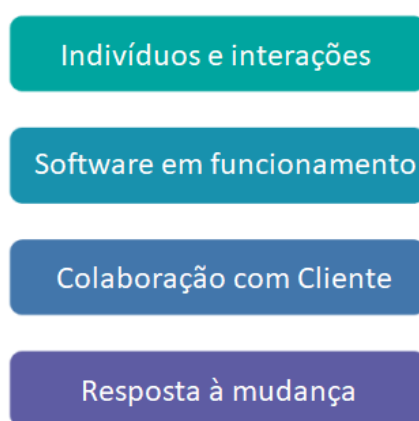 Indivíduos e interações
Software em funcionamento
Colaboração com Cliente
Resposta à mudança